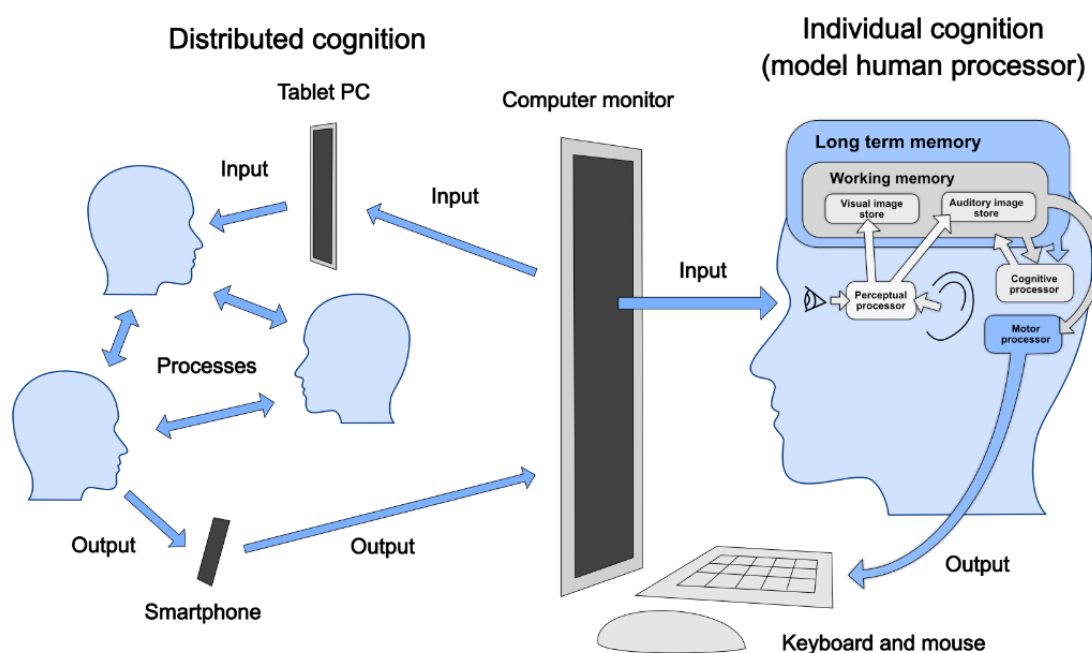 Distributed cognition
Individual cognition
(model human processor)
Tablet PC
Computer monitor
Input
Input
Input
Processes
Output
Output
Smartphone
Long term memory
Working memory
Visual image
store
Auditory image
store
Cognitive
processor
Perceptual
processor
Motor
processor
Output
Keyboard and mouse